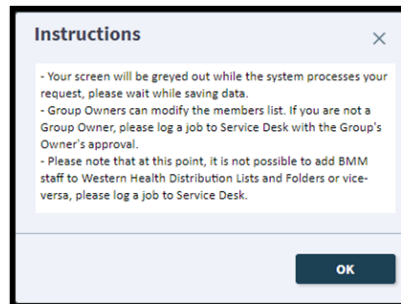 Instructions
- Your screen will be greyed out while the system processes your
request, please wait while saving data.
- Group Owners can modify the members list. If you are not a
Group Owner, please log a job to Service Desk with the Group's
Owner's approval.
- Please note that at this point, it is not possible to add BMM
staff to Western Health Distribution Lists and Folders or vice-
versa, please log a job to Service Desk.
OK